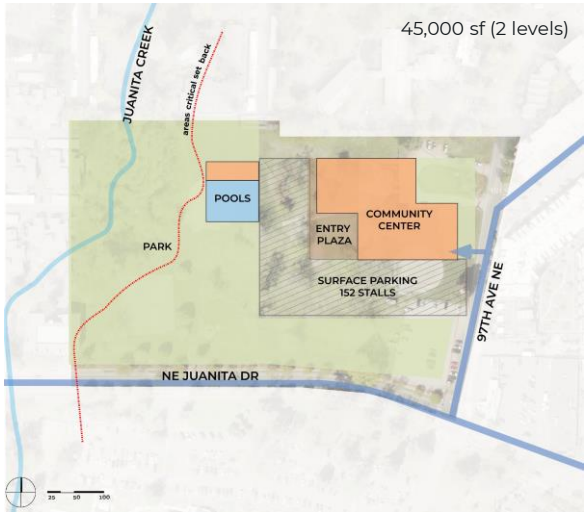 45,000 sf (2 levels)
JUANITA CREEK
areas critical set back
POOLS
COMMUNITY
CENTER
ENTRY
PLAZA
PARK
SURFACE PARKING
152 STALLS
97TH AVE NE
NE JUANITA DR
25 50 100